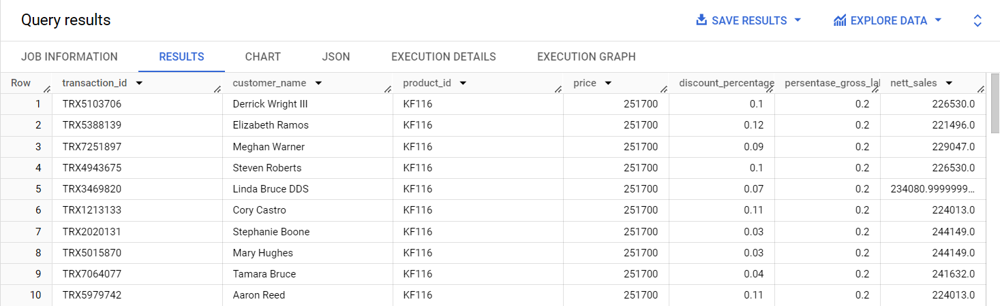 Query results SAVE RESULTS EXPLORE DATA
JOB INFORMATION RESULTS CHART JSON EXECUTION DETAILS EXECUTION GRAPH
Row transaction_id customer_name product_id price discount_percentage persentase_gross_lal nett_sales
1 TRX5103706 Derrick Wright III KF116 251700 0.1 0.2 226530.0
2 TRX5388139 Elizabeth Ramos KF116 251700 0.12 0.2 221496.0
3 TRX7251897 Meghan Warner KF116 251700 0.09 0.2 229047.0
4 TRX4943675 Steven Roberts KF116 251700 0.1 0.2 226530.0
5 TRX3469820 Linda Bruce DDS KF116 251700 0.07 0.2 234080.9999999...
6 TRX1213133 Cory Castro KF116 251700 0.11 0.2 224013.0
7 TRX2020131 Stephanie Boone KF116 251700 0.03 0.2 244149.0
8 TRX5015870 Mary Hughes KF116 251700 0.03 0.2 244149.0
9 TRX7064077 Tamara Bruce KF116 251700 0.04 0.2 241632.0
10 TRX5979742 Aaron Reed KF116 251700 0.11 0.2 224013.0